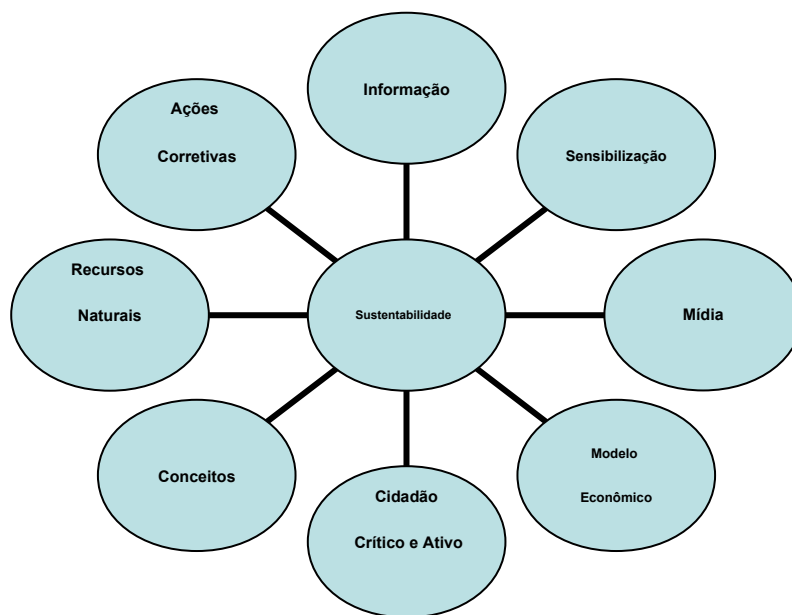 Informação
Ações
Corretivas
Sensibilização
Recursos
Naturais
Sustentabilidade
Mídia
Conceitos
Modelo
Econômico
Cidadão
Crítico e Ativo